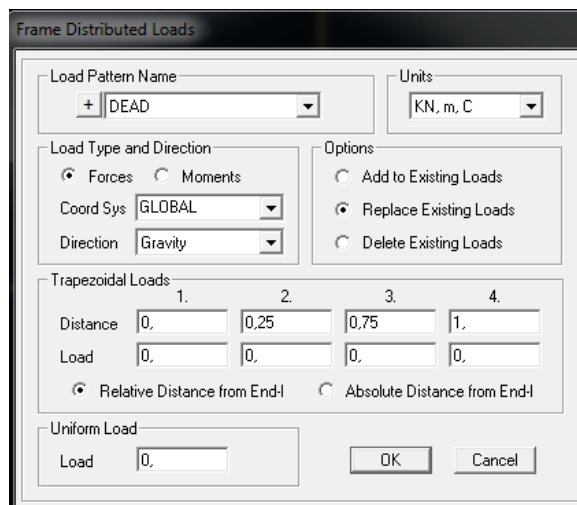 Frame Distributed Loads
Load Pattern Name
+ DEAD
Units
KN, m, C
Load Type and Direction
Forces Moments
Coord Sys GLOBAL
Direction Gravity
Options
Add to Existing Loads
Replace Existing Loads
Delete Existing Loads
Trapezoidal Loads
1. 2. 3. 4.
Distance 0, 0,25 0,75 1,
Load 0, 0, 0, 0,
Relative Distance from End-I Absolute Distance from End-I
Uniform Load
Load 0,
OK Cancel